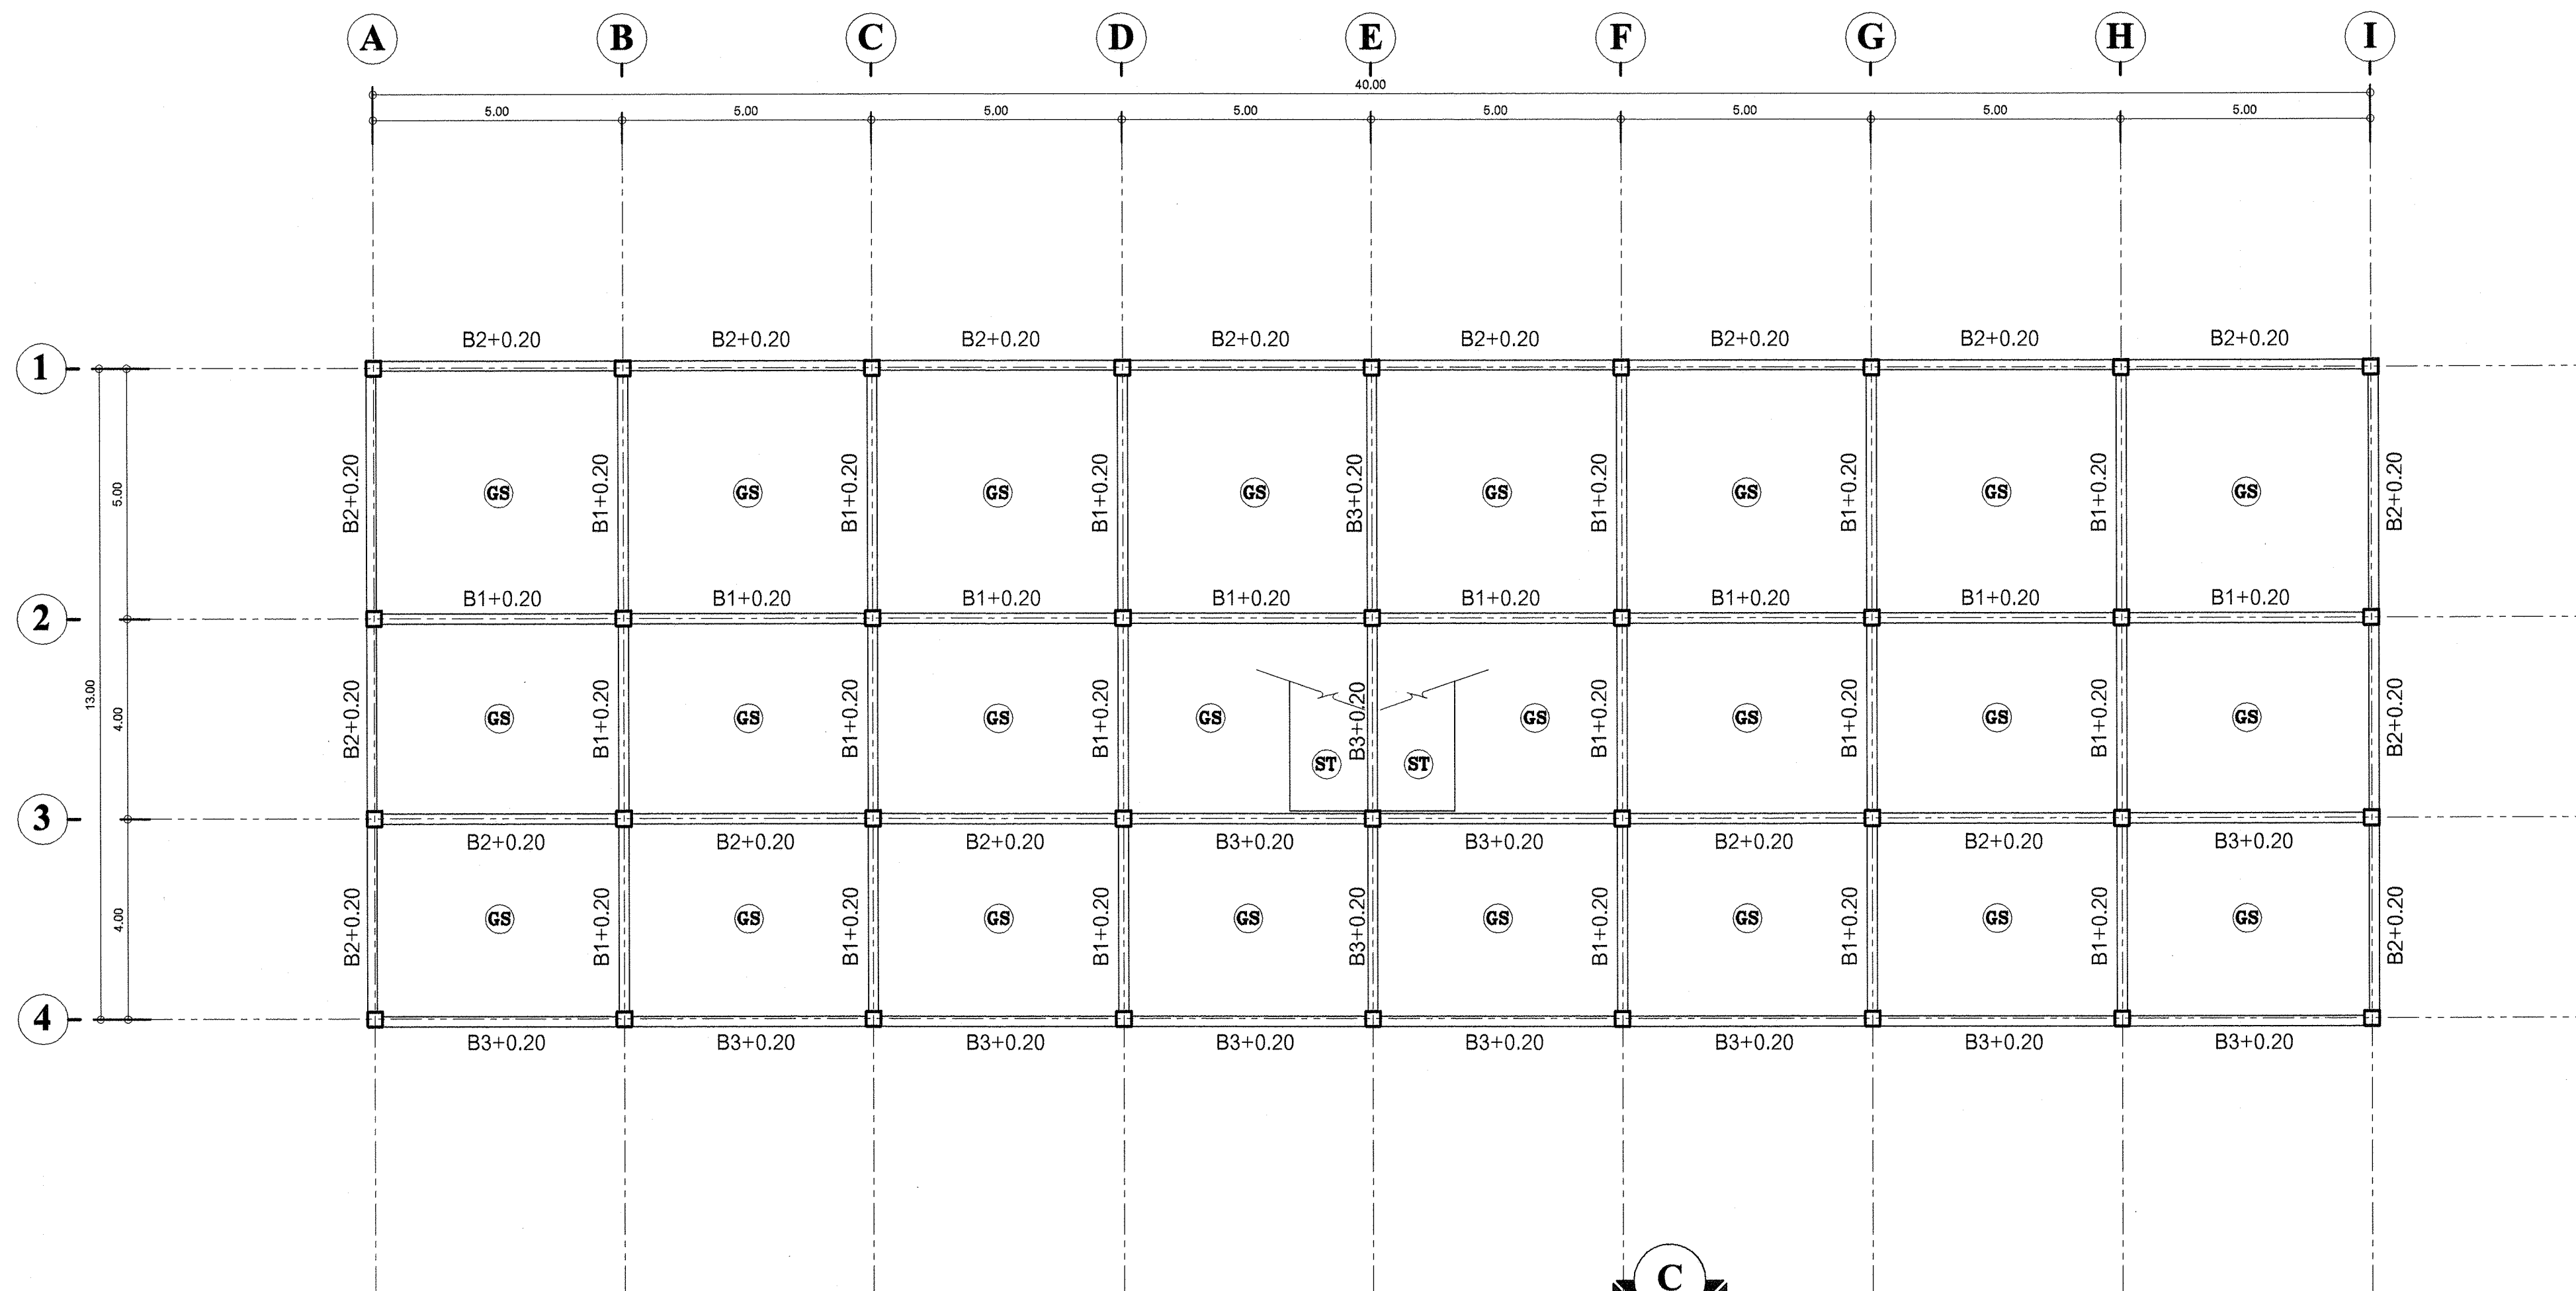 A B C D E F G H I
40.00
5.00 5.00 5.00 5.00 5.00 5.00 5.00 5.00
B2+0.20 B2+0.20 B2+0.20 B2+0.20 B2+0.20 B2+0.20 B2+0.20 B2+0.20
1
5.00
B2+0.20 B1+0.20 B1+0.20 B1+0.20 B3+0.20 B1+0.20 B1+0.20 B1+0.20 B2+0.20
GS GS GS GS GS GS GS GS
B1+0.20 B1+0.20 B1+0.20 B1+0.20 B1+0.20 B1+0.20 B1+0.20 B1+0.20
2
13.00
4.00
B2+0.20 B1+0.20 B1+0.20 B1+0.20 B3+0.20 B1+0.20 B1+0.20 B1+0.20 B2+0.20
GS GS GS GS GS GS GS GS
ST ST
3
B2+0.20 B2+0.20 B2+0.20 B3+0.20 B3+0.20 B2+0.20 B2+0.20 B3+0.20
4.00
B2+0.20 B1+0.20 B1+0.20 B1+0.20 B3+0.20 B1+0.20 B1+0.20 B1+0.20 B2+0.20
GS GS GS GS GS GS GS GS
4
B3+0.20 B3+0.20 B3+0.20 B3+0.20 B3+0.20 B3+0.20 B3+0.20 B3+0.20
C